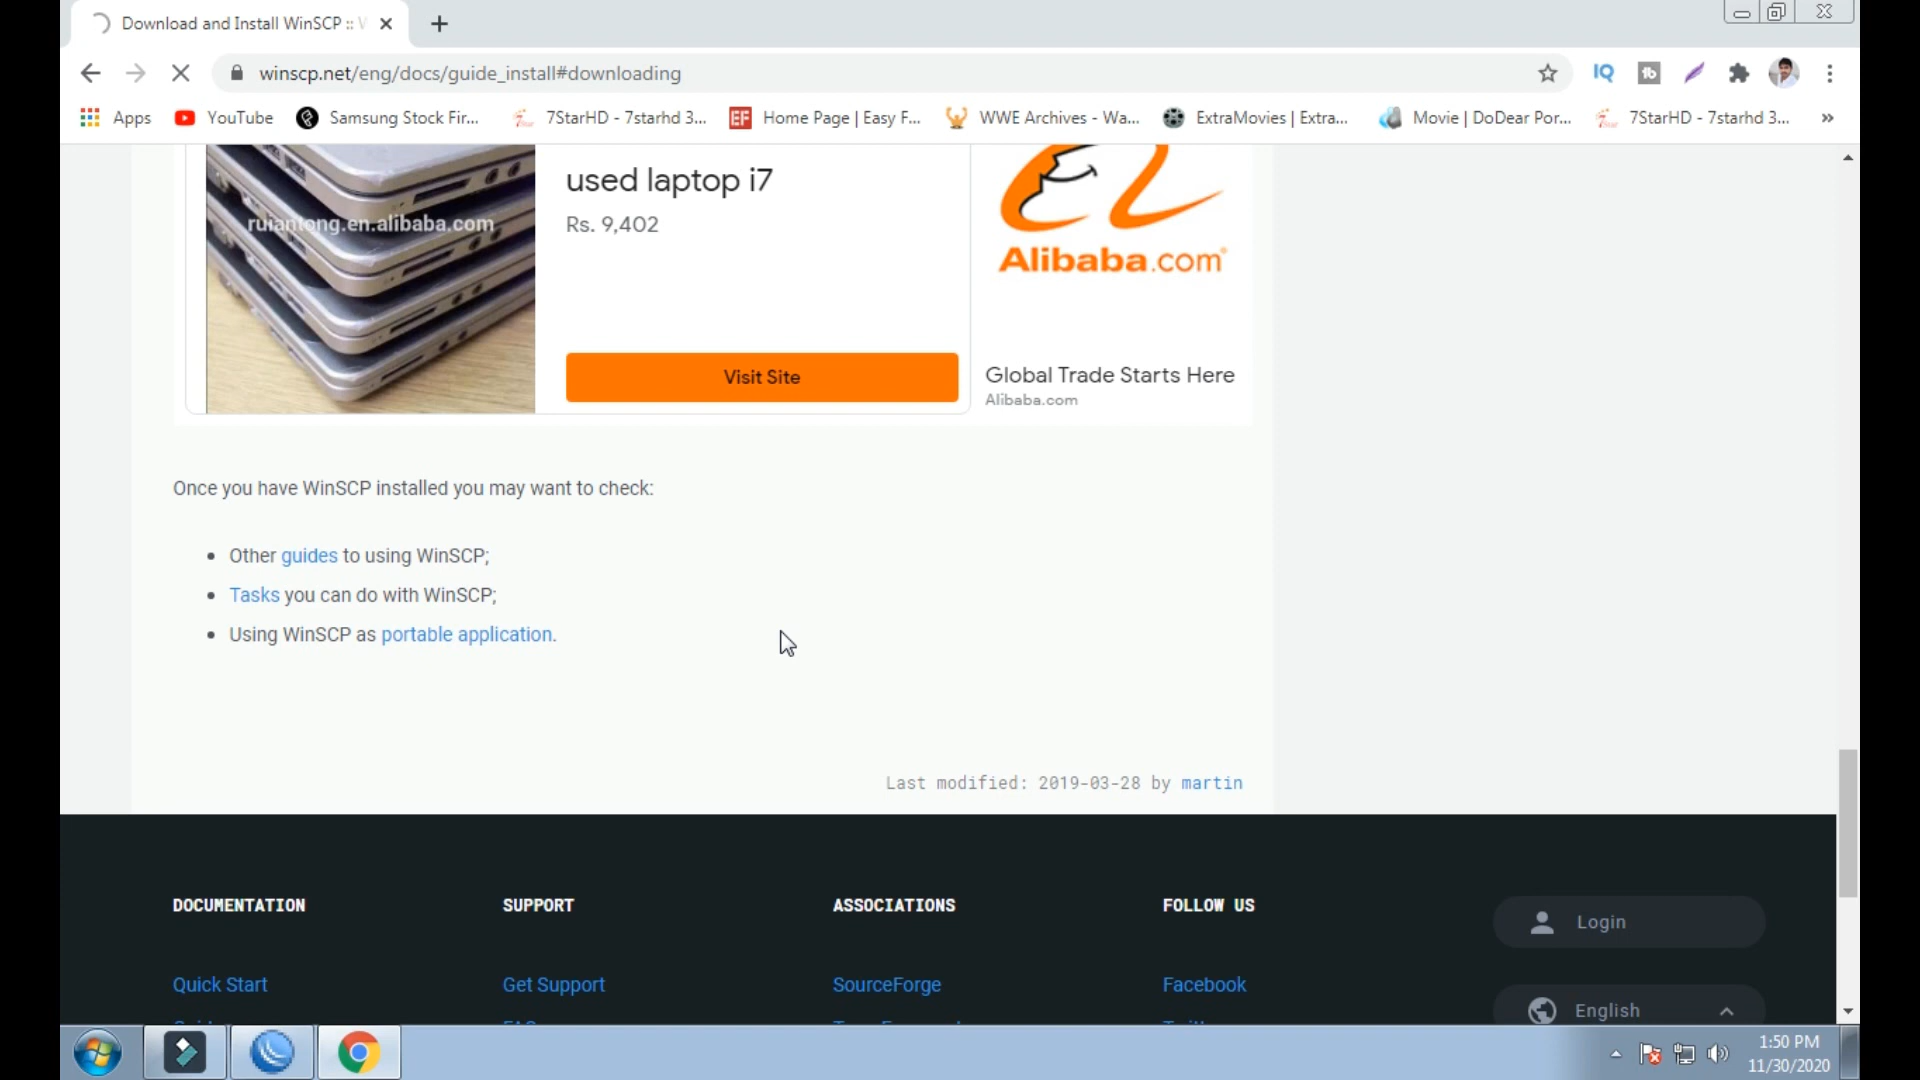 Download and Install WinSCP :: W
winscp.net/eng/docs/guide_install#downloading
IQ
tb
Apps
YouTube
Samsung Stock Fir...
7StarHD - 7starhd 3...
EF
Home Page | Easy F...
WWE Archives - Wa...
ExtraMovies | Extra...
Movie | DoDear Por...
7StarHD - 7starhd 3...
»
ruiantong.en.alibaba.com
used laptop i7
Rs. 9,402
Visit Site
Alibaba.com
Global Trade Starts Here
Alibaba.com
Once you have WinSCP installed you may want to check:
Other guides to using WinSCP;
Tasks you can do with WinSCP;
Using WinSCP as portable application.
Last modified: 2019-03-28 by martin
DOCUMENTATION
SUPPORT
ASSOCIATIONS
FOLLOW US
Login
Quick Start
Get Support
SourceForge
Facebook
English
1:50 PM
11/30/2020